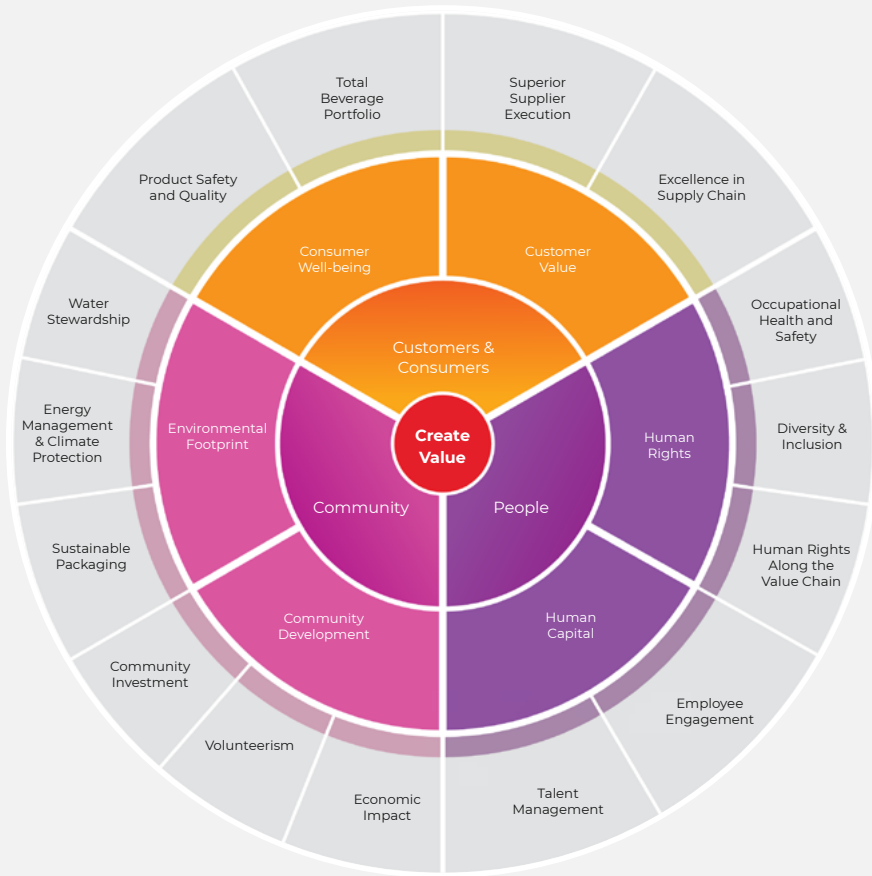 Total
Beverage
Portfolio
Superior
Supplier
Execution
Product Safety
and Quality
Excellence in
Supply Chain
Consumer
Well-being
Customer
Value
Water
Stewardship
Occupational
Health and
Safety
Customers &
Consumers
Energy
Management
& Climate
Protection
Environmental
Footprint
Create
Value
Human
Rights
Diversity &
Inclusion
Community
People
Sustainable
Packaging
Human Rights
Along the
Value Chain
Community
Development
Human
Capital
Community
Investment
Employee
Engagement
Volunteerism
Economic
Impact
Talent
Management